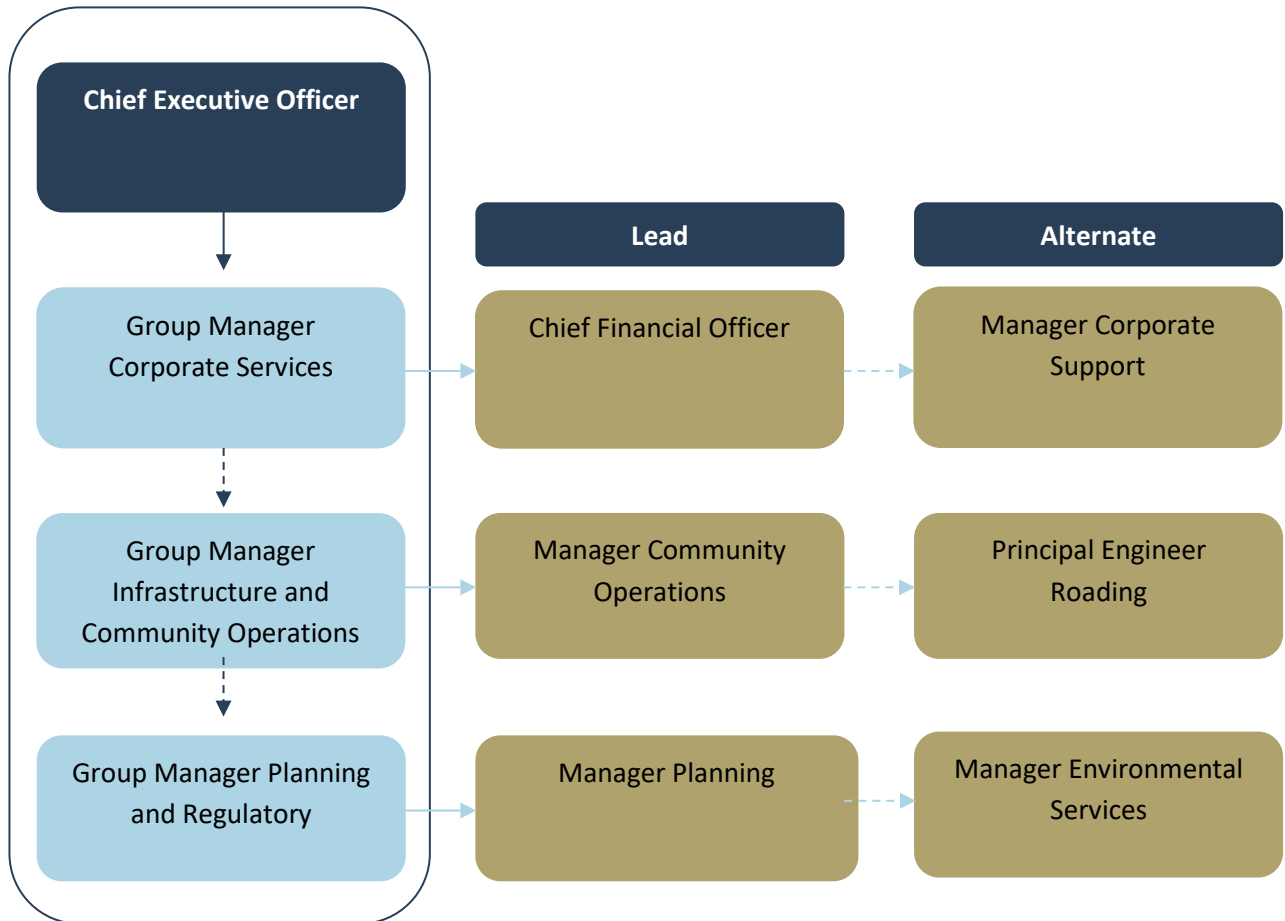 Chief Executive Officer
Lead
Alternate
Group Manager
Corporate Services
Chief Financial Officer
Manager Corporate
Support
Group Manager
Infrastructure and
Community Operations
Manager Community
Operations
Principal Engineer
Roading
Group Manager Planning
and Regulatory
Manager Planning
Manager Environmental
Services